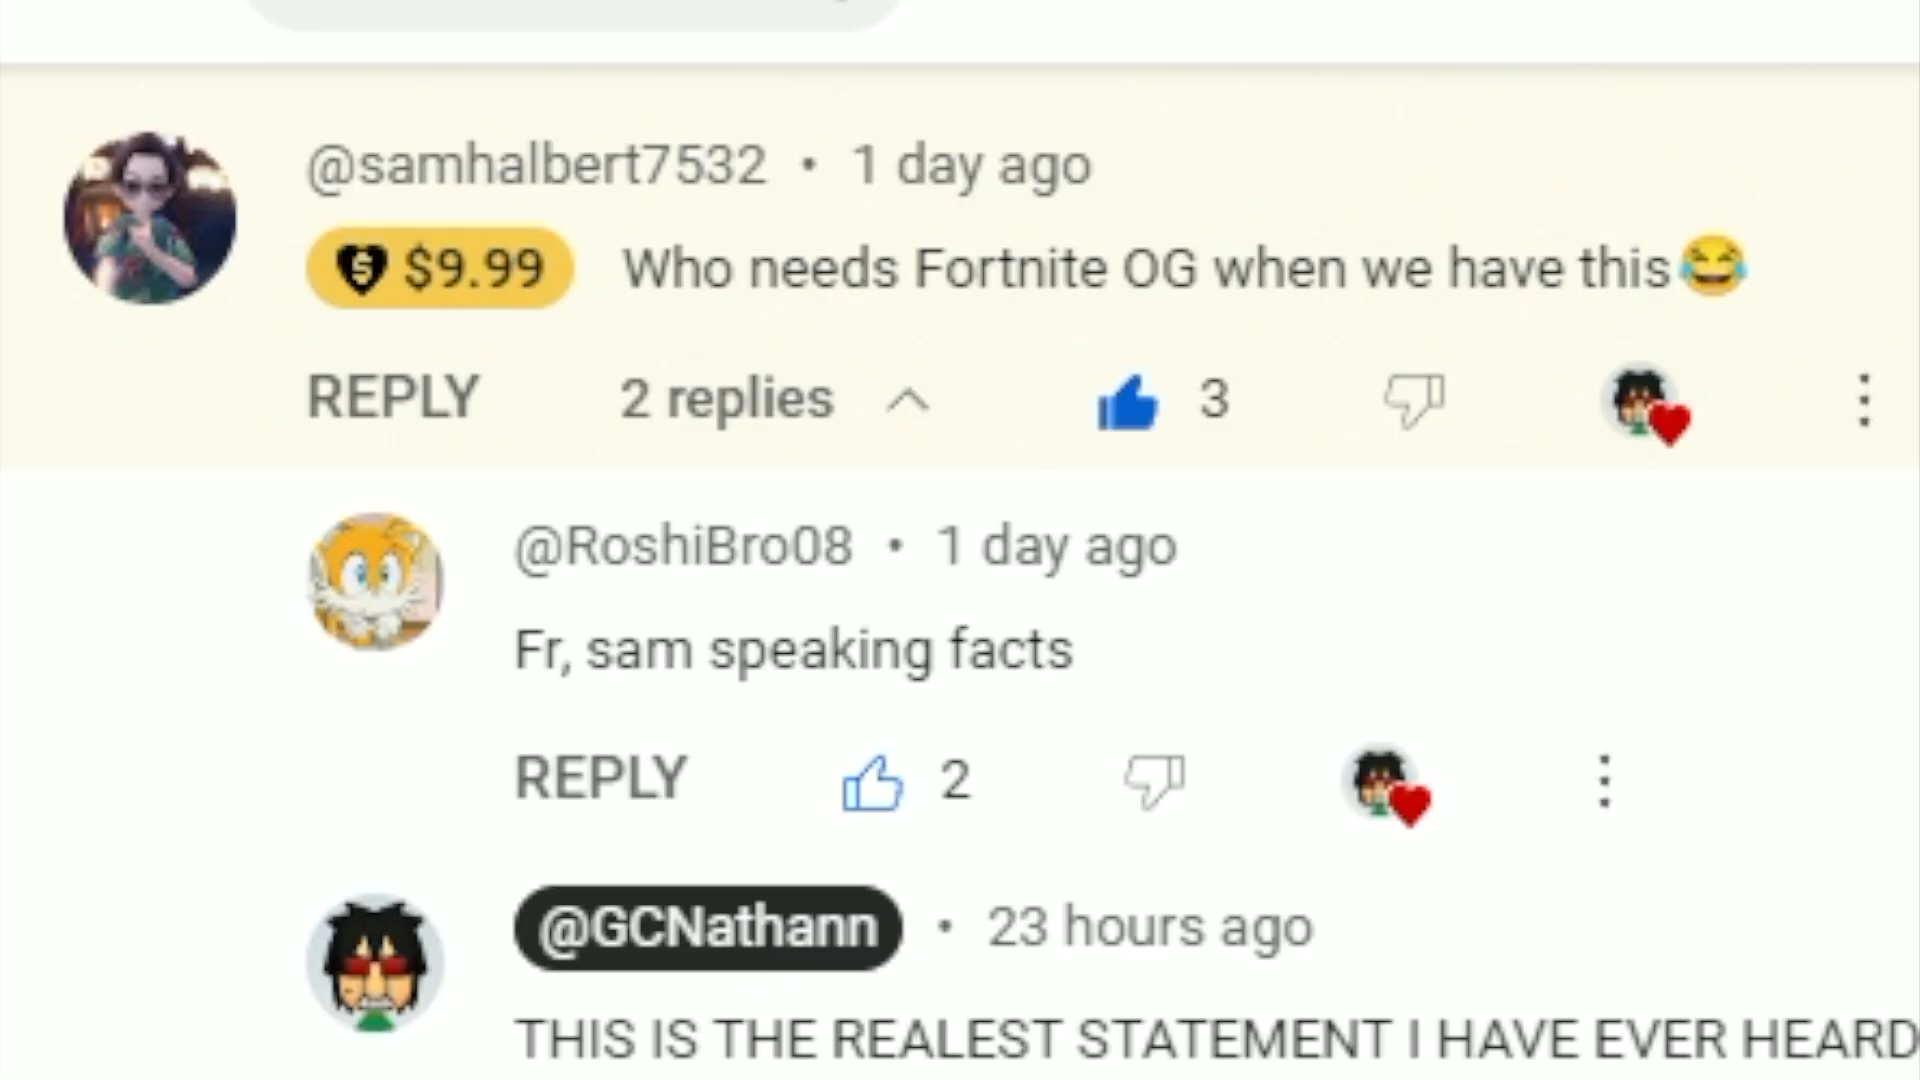 @samhalbert7532 • 1 day ago
$9.99 Who needs Fortnite OG when we have this😂
REPLY 2 replies 3
@RoshiBro08 • 1 day ago
Fr, sam speaking facts
REPLY 2
@GCNathann • 23 hours ago
THIS IS THE REALEST STATEMENT I HAVE EVER HEARD